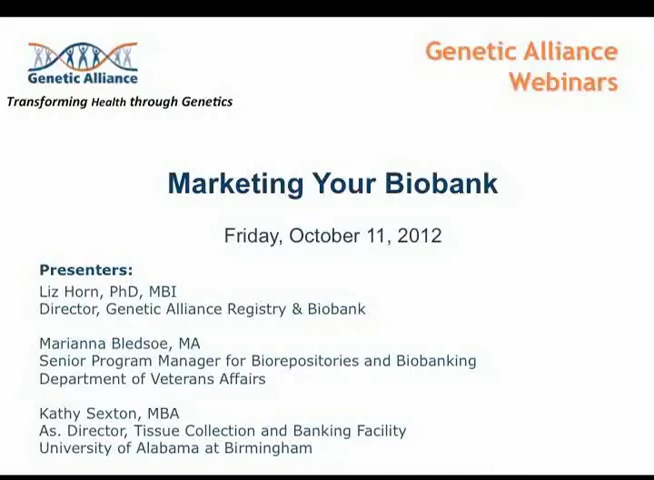 Genetic Alliance
Transforming Health through Genetics
Genetic Alliance
Webinars
Marketing Your Biobank
Friday, October 11, 2012
Presenters:
Liz Horn, PhD, MBI
Director, Genetic Alliance Registry & Biobank
Marianna Bledsoe, MA
Senior Program Manager for Biorepositories and Biobanking
Department of Veterans Affairs
Kathy Sexton, MBA
As. Director, Tissue Collection and Banking Facility
University of Alabama at Birmingham